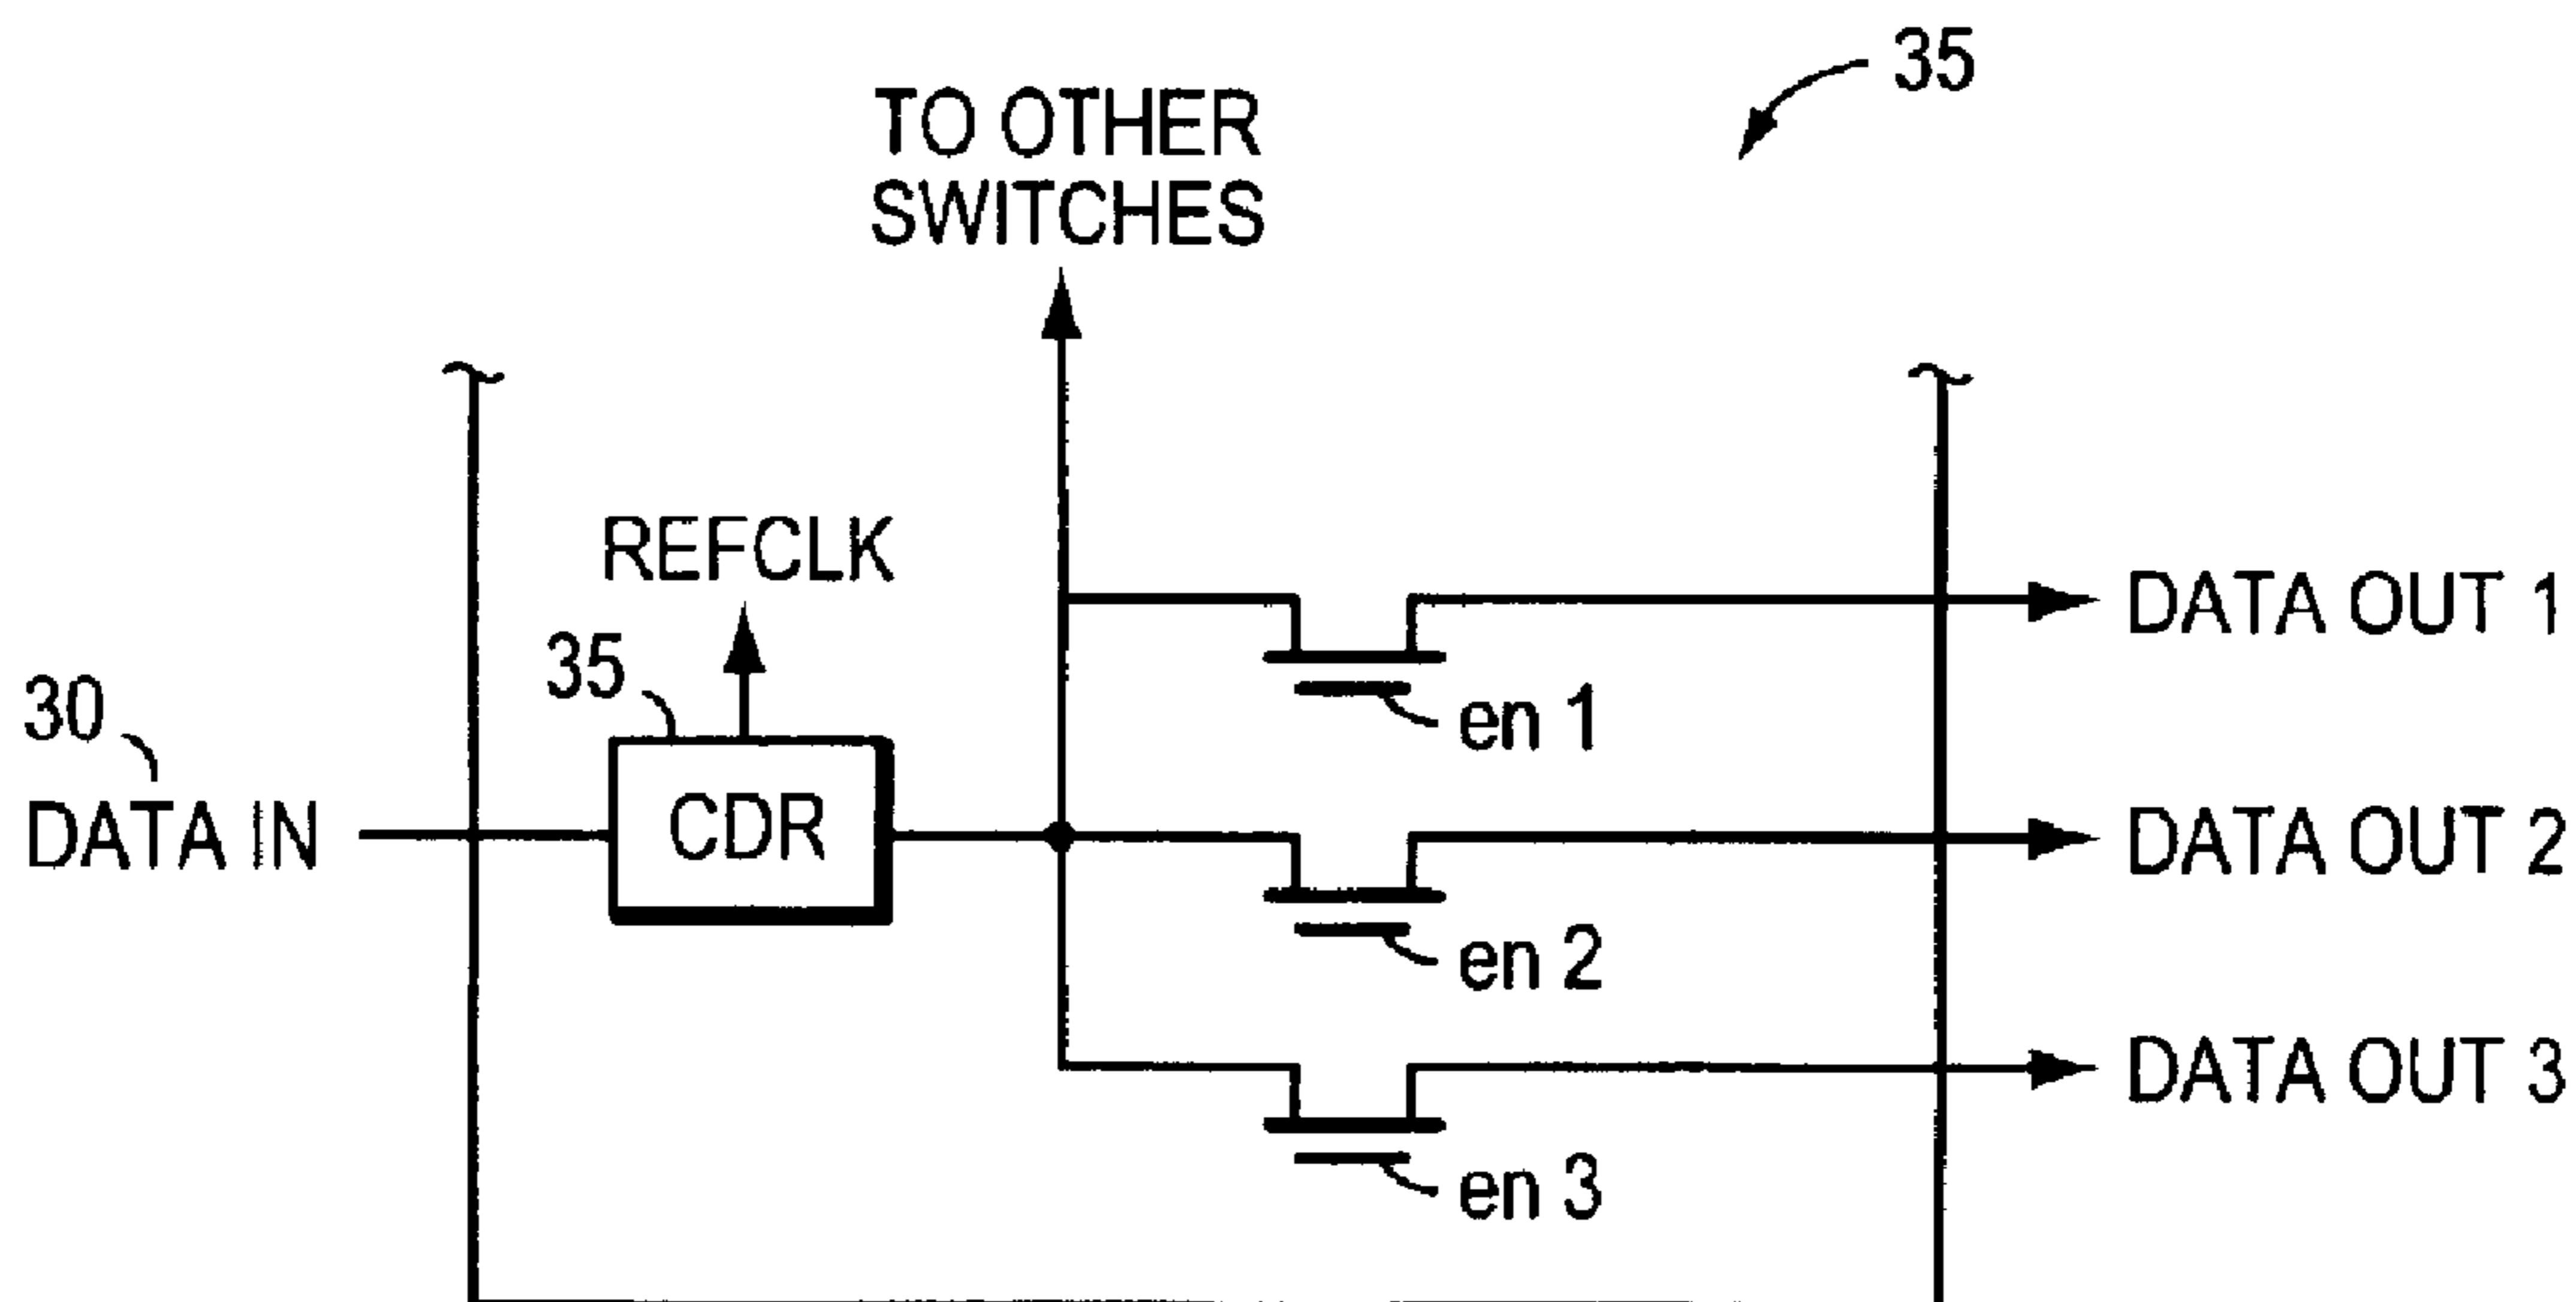 35
TO OTHER
SWITCHES
REFCLK
35
30
DATA IN
CDR
DATA OUT 1
en 1
DATA OUT 2
en 2
DATA OUT 3
en 3